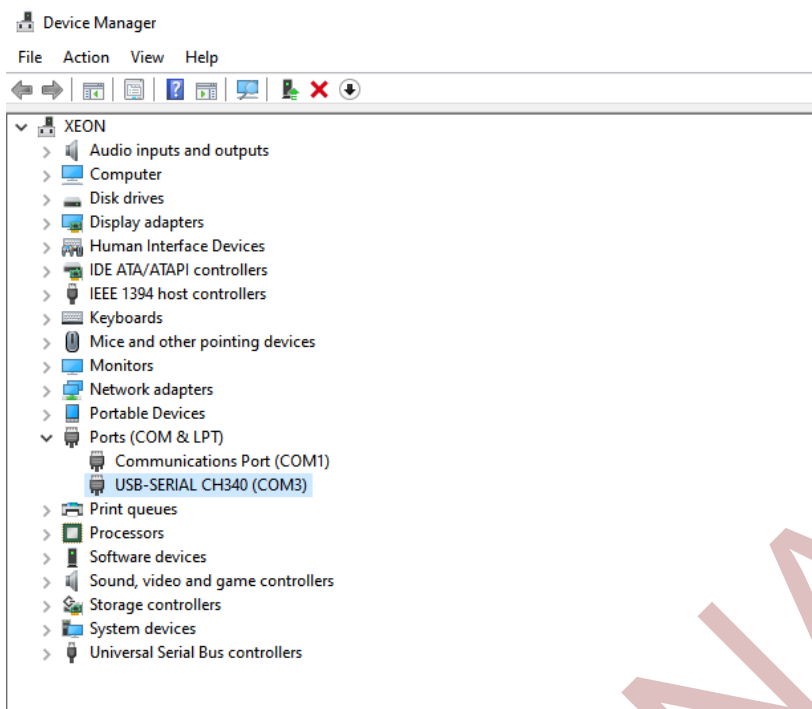 Device Manager
File Action View Help
XEON
Audio inputs and outputs
Computer
Disk drives
Display adapters
Human Interface Devices
IDE ATA/ATAPI controllers
IEEE 1394 host controllers
Keyboards
Mice and other pointing devices
Monitors
Network adapters
Portable Devices
Ports (COM & LPT)
Communications Port (COM1)
USB-SERIAL CH340 (COM3)
Print queues
Processors
Software devices
Sound, video and game controllers
Storage controllers
System devices
Universal Serial Bus controllers